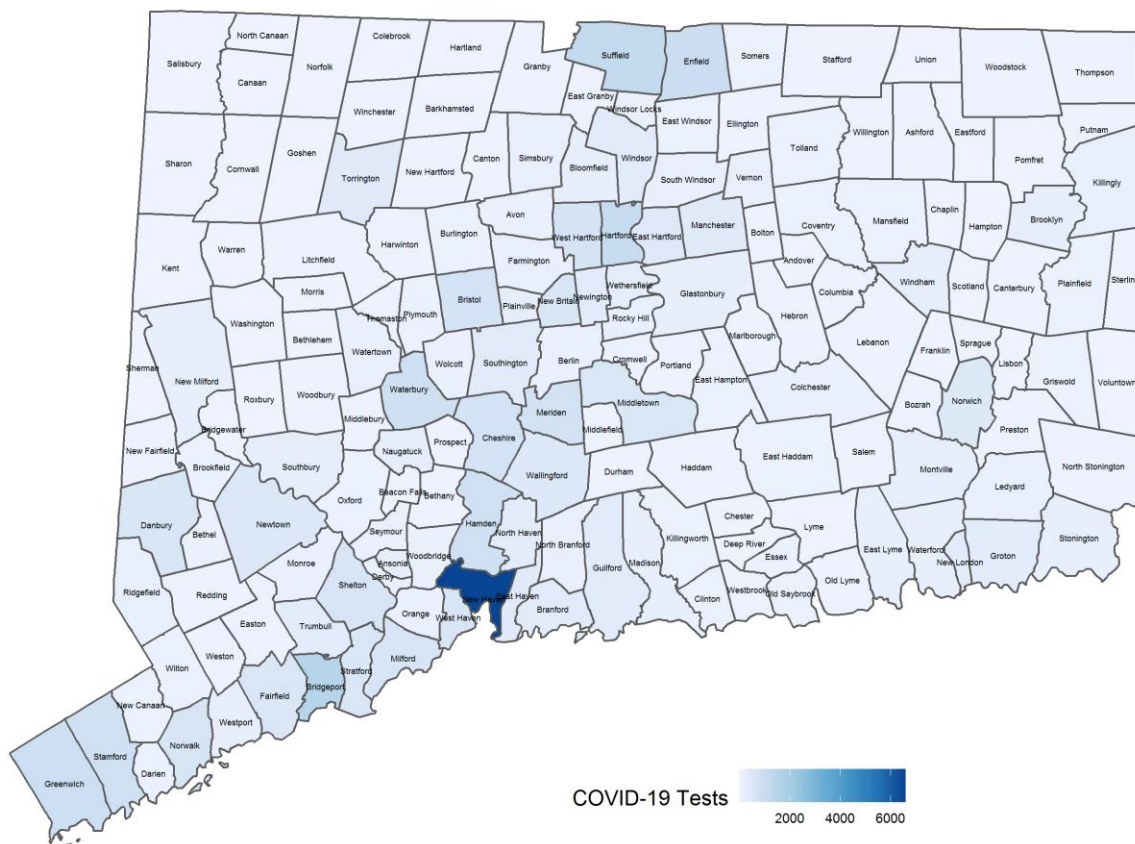 North Canaan
Colebrook
Hartland
Salisbury
Norfolk
Canaan
Granby
Suffield
Enfield
Somers
Stafford
Union
Woodstock
Thompson
East Granby
Windsor Locks
Winchester
Barkhamsted
East Windsor
Ellington
Willington
Ashford
Eastford
Putnam
Sharon
Cornwall
Goshen
Torrington
New Hartford
Canton
Simsbury
Bloomfield
Windsor
South Windsor
Vernon
Tolland
Pomfret
Killingly
Avon
West Hartford
Hartford
East Hartford
Manchester
Bolton
Coventry
Mansfield
Chaplin
Hampton
Brooklyn
Kent
Warren
Litchfield
Harwinton
Burlington
Farmington
Andover
Morris
Bristol
Plainville
New Britain
Newington
Wethersfield
Glastonbury
Columbia
Windham
Scotland
Canterbury
Plainfield
Sterlin
Washington
Bethlehem
Thomaston
Plymouth
Rocky Hill
Hebron
Marlborough
Lebanon
Franklin
Sprague
Lisbon
Watertown
Wolcott
Southington
Berlin
Cromwell
Portland
East Hampton
Colchester
Sherman
New Milford
Roxbury
Woodbury
Waterbury
Middlebury
Meriden
Middletown
Middlefield
Bozrah
Norwich
Griswold
Voluntown
Preston
Bridgewater
New Fairfield
Brookfield
Southbury
Naugatuck
Prospect
Cheshire
Wallingford
Durham
Haddam
East Haddam
Salem
Montville
North Stonington
Ledyard
Oxford
Beacon Falls
Bethany
Danbury
Bethel
Newtown
Seymour
Hamden
North Haven
Chester
Lyme
Deep River
Essex
Killingworth
North Branford
Woodbridge
Ansonia
Derby
Monroe
Shelton
Guilford
Madison
East Lyme
Waterford
New London
Groton
Stonington
Ridgefield
Redding
Orange
New Haven
East Haven
Branford
Clinton
Westbrook
Old Saybrook
Old Lyme
Easton
Trumbull
West Haven
Weston
Wilton
Stratford
Milford
Bridgeport
Fairfield
New Canaan
Westport
Norwalk
Stamford
Darien
Greenwich
COVID-19 Tests
2000 4000 6000